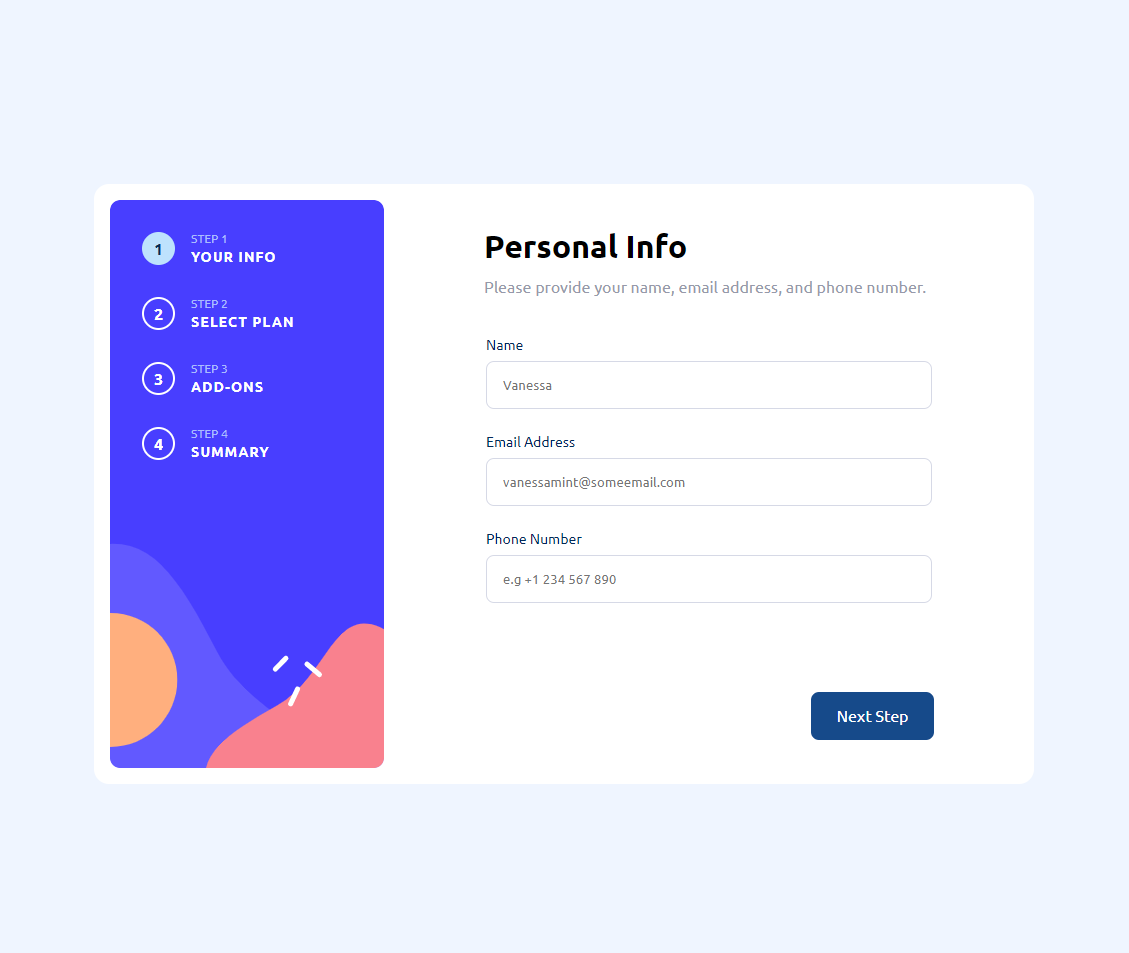 1
STEP 1
YOUR INFO
2
STEP 2
SELECT PLAN
3
STEP 3
ADD-ONS
4
STEP 4
SUMMARY
Personal Info
Please provide your name, email address, and phone number.
Name
Vanessa
Email Address
vanessamint@someemail.com
Phone Number
e.g +1 234 567 890
Next Step